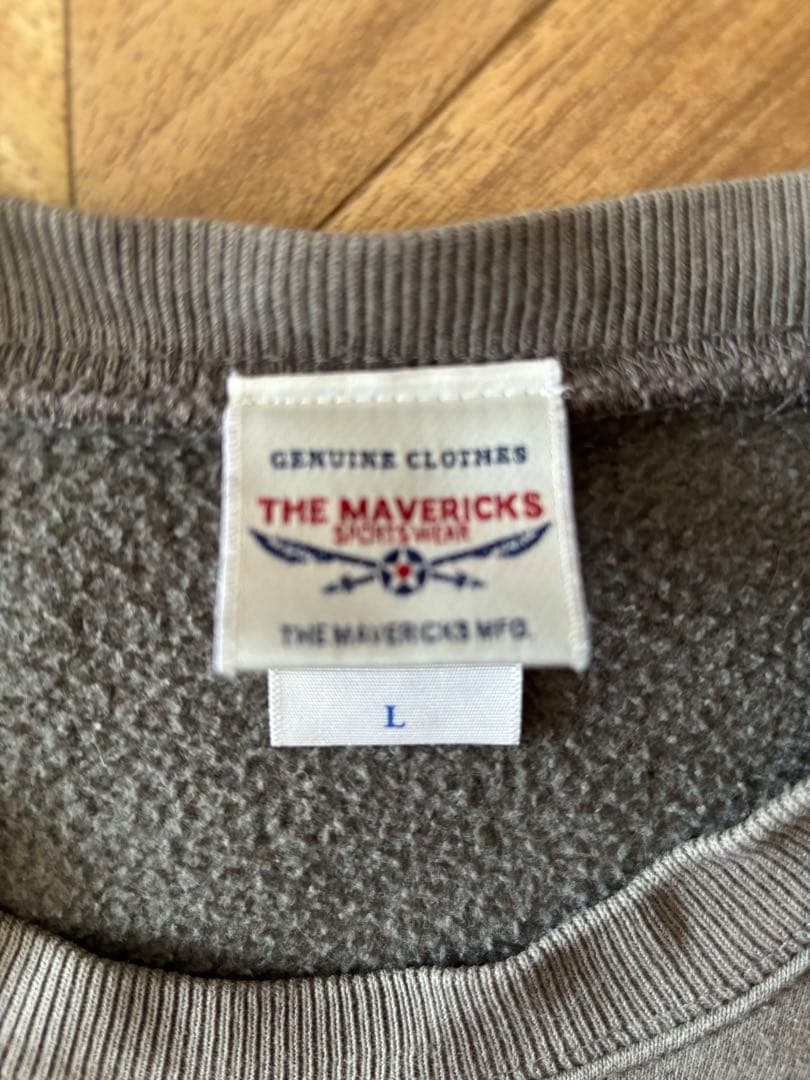 GENUINE CLOTHES
THE MAVERICKS
SPORTSWEAR
THE MAVERICKS MFG.
L